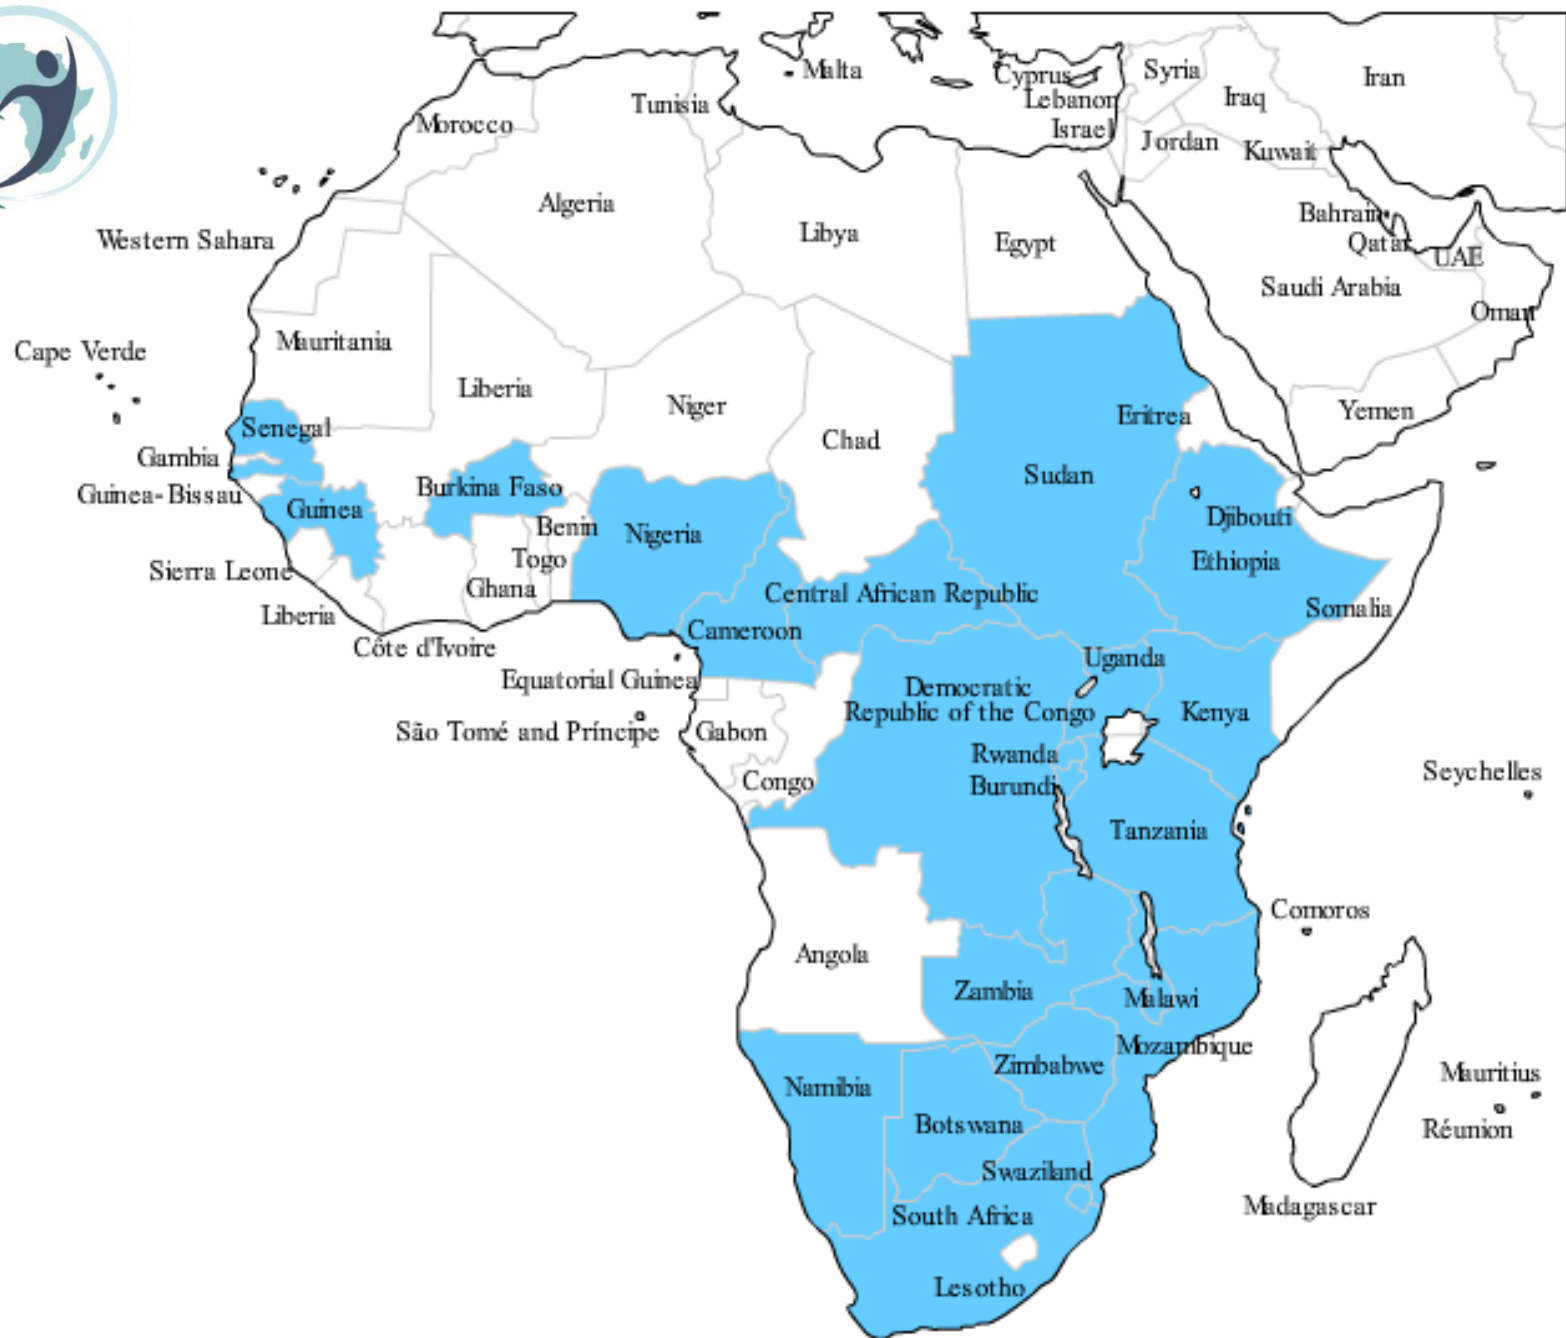 Malta
Cyprus
Syria
Iran
Lebanon
Iraq
Tunisia
Morocco
Israel
Jordan
Kuwait
Algeria
Bahrain
Libya
Western Sahara
Egypt
Qatar
UAE
Saudi Arabia
Oman
Mauritania
Cape Verde
Liberia
Niger
Yemen
Eritrea
Senegal
Chad
Gambia
Sudan
Burkina Faso
Guinea-Bissau
Guinea
Djibouti
Benin
Nigeria
Togo
Ethiopia
Sierra Leone
Ghana
Central African Republic
Somalia
Liberia
Cameroon
Côte d'Ivoire
Uganda
Equatorial Guinea
Democratic
Republic of the Congo
Kenya
São Tomé and Príncipe
Gabon
Rwanda
Seychelles
Congo
Burundi
Tanzania
Comoros
Angola
Zambia
Malawi
Mozambique
Zimbabwe
Mauritius
Namibia
Botswana
Réunion
Swaziland
Madagascar
South Africa
Lesotho